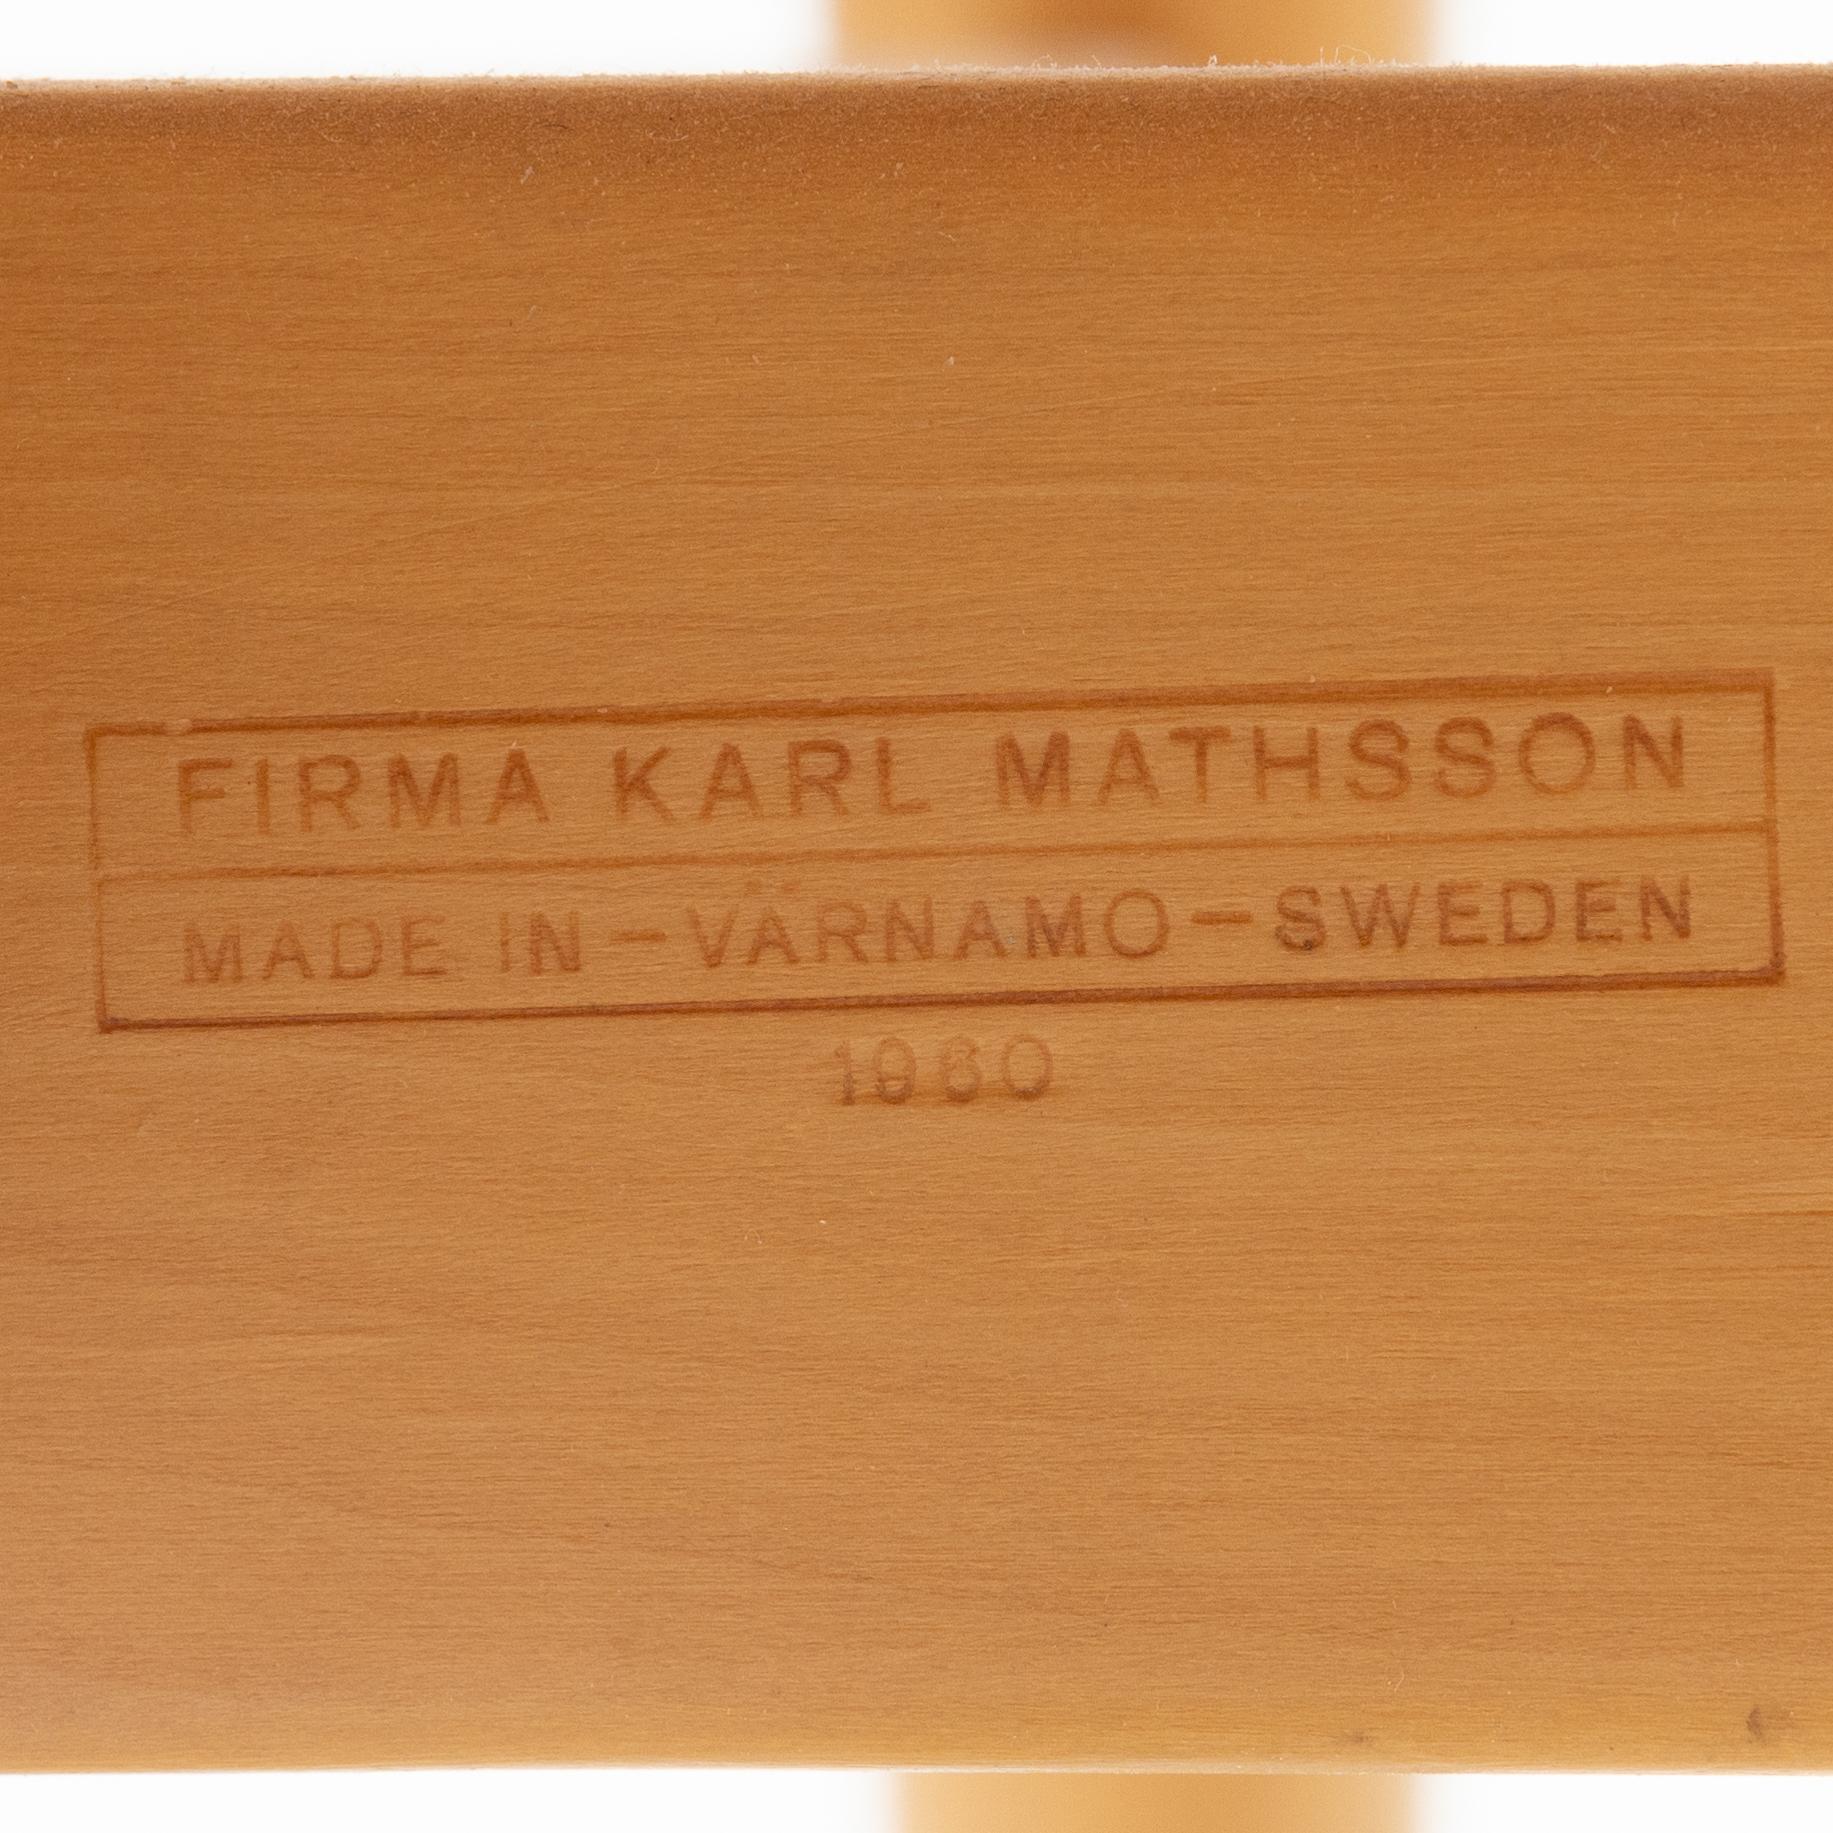 FIRMA KARL MATHSSON
MADE IN-VÄRNAMO-SWEDEN
1960